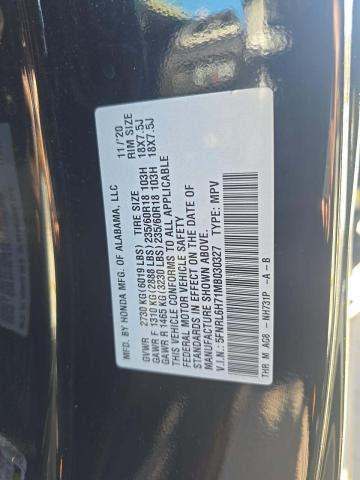 MFD. BY HONDA MFG. OF ALABAMA, LLC 11/20
TIRE SIZE RIM SIZE
GVWR 2730 KG(6019 LBS)
GAWR F 1310 KG(2888 LBS)235/60R18 103H 18X7.5J
GAWR R 1465 KG(3230 LBS)235/60R18 103H 18X7.5J
THIS VEHICLE CONFORMS TO ALL APPLICABLE
FEDERAL MOTOR VEHICLE SAFETY
STANDARDS IN EFFECT ON THE DATE OF
MANUFACTURE SHOWN ABOVE.
V.I.N.: 5FNRL6H71MB030327 TYPE: MPV
THR M AC0 - NH731P -A -B